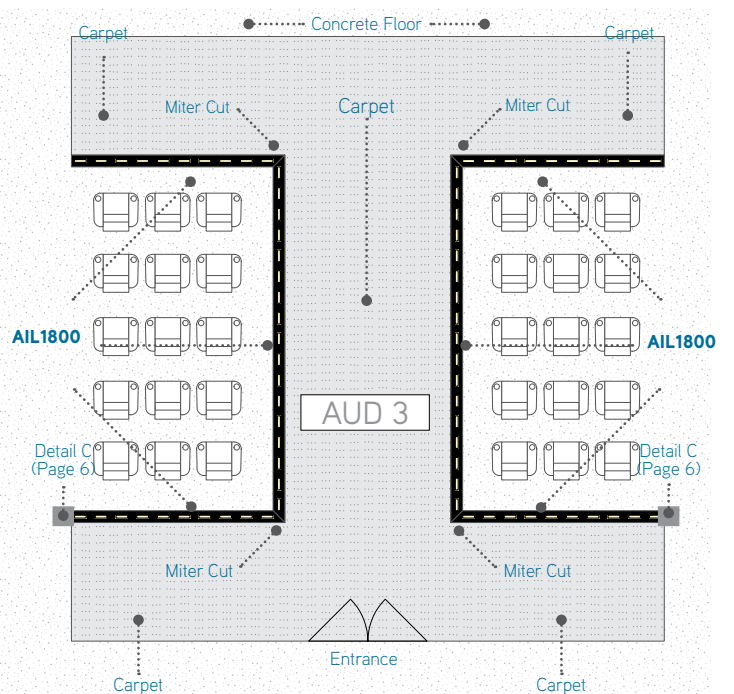 Concrete Floor
Carpet
Carpet
Miter Cut
Carpet
Miter Cut
AIL1800
AIL1800
AUD 3
Detail C
(Page 6)
Detail C
(Page 6)
Miter Cut
Miter Cut
Entrance
Carpet
Carpet